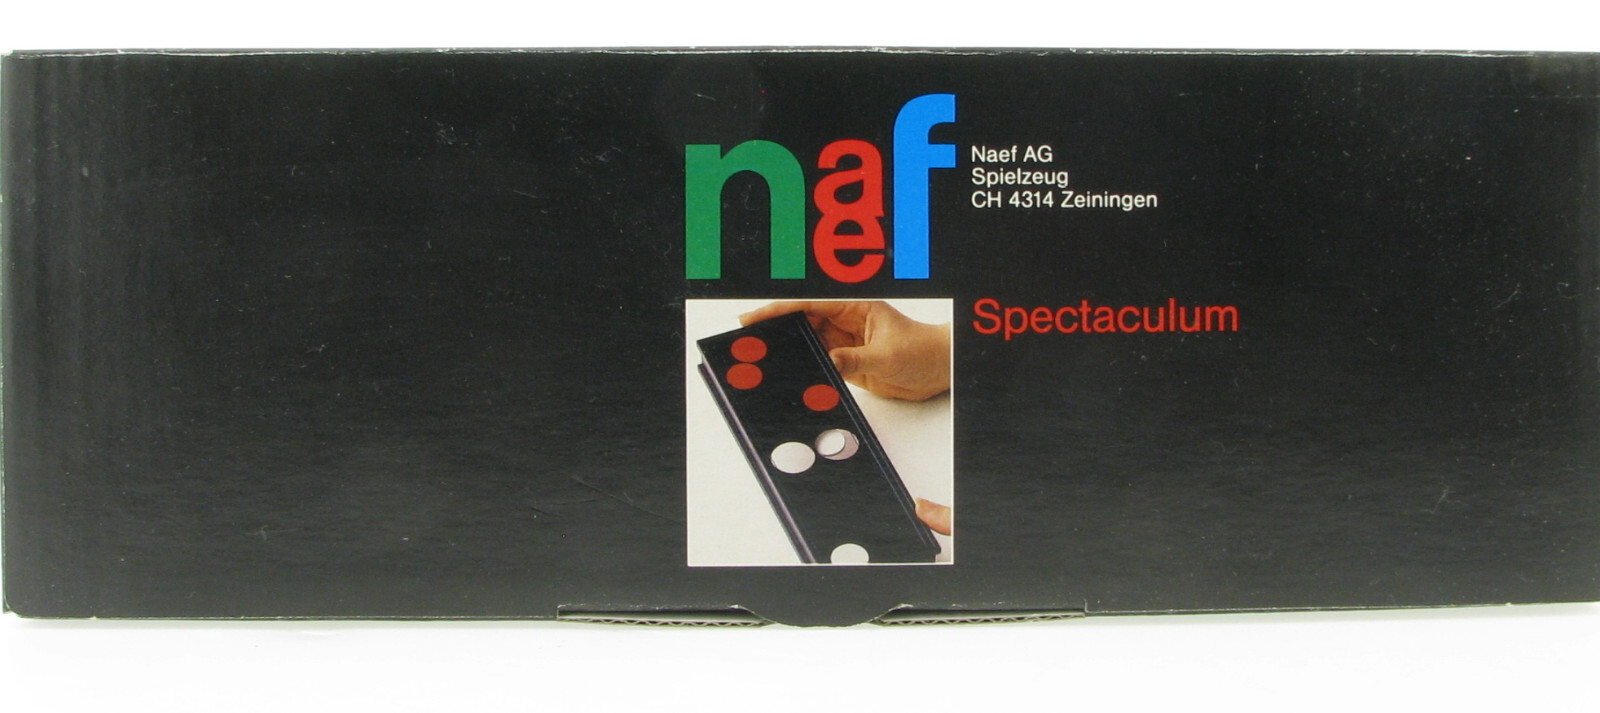 naef
Naef AG
Spielzeug
CH 4314 Zeiningen
Spectaculum